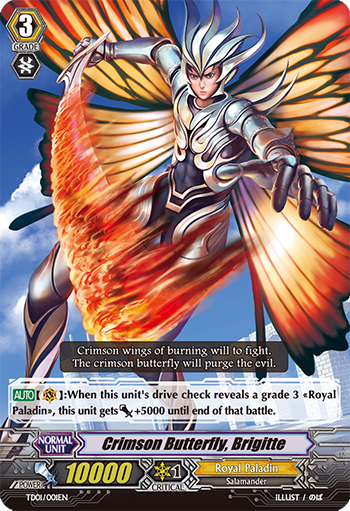 3
GRADE
Crimson wings of burning will to fight.
The crimson butterfly will purge the evil.
AUTO [ ]:When this unit's drive check reveals a grade 3 «Royal
Paladin», this unit gets +5000 until end of that battle.
NORMAL
UNIT
Crimson Butterfly, Brigitte
POWER 10000
1
CRITICAL
Royal Paladin
Salamander
TD01/001EN
ILLUST / のぼ